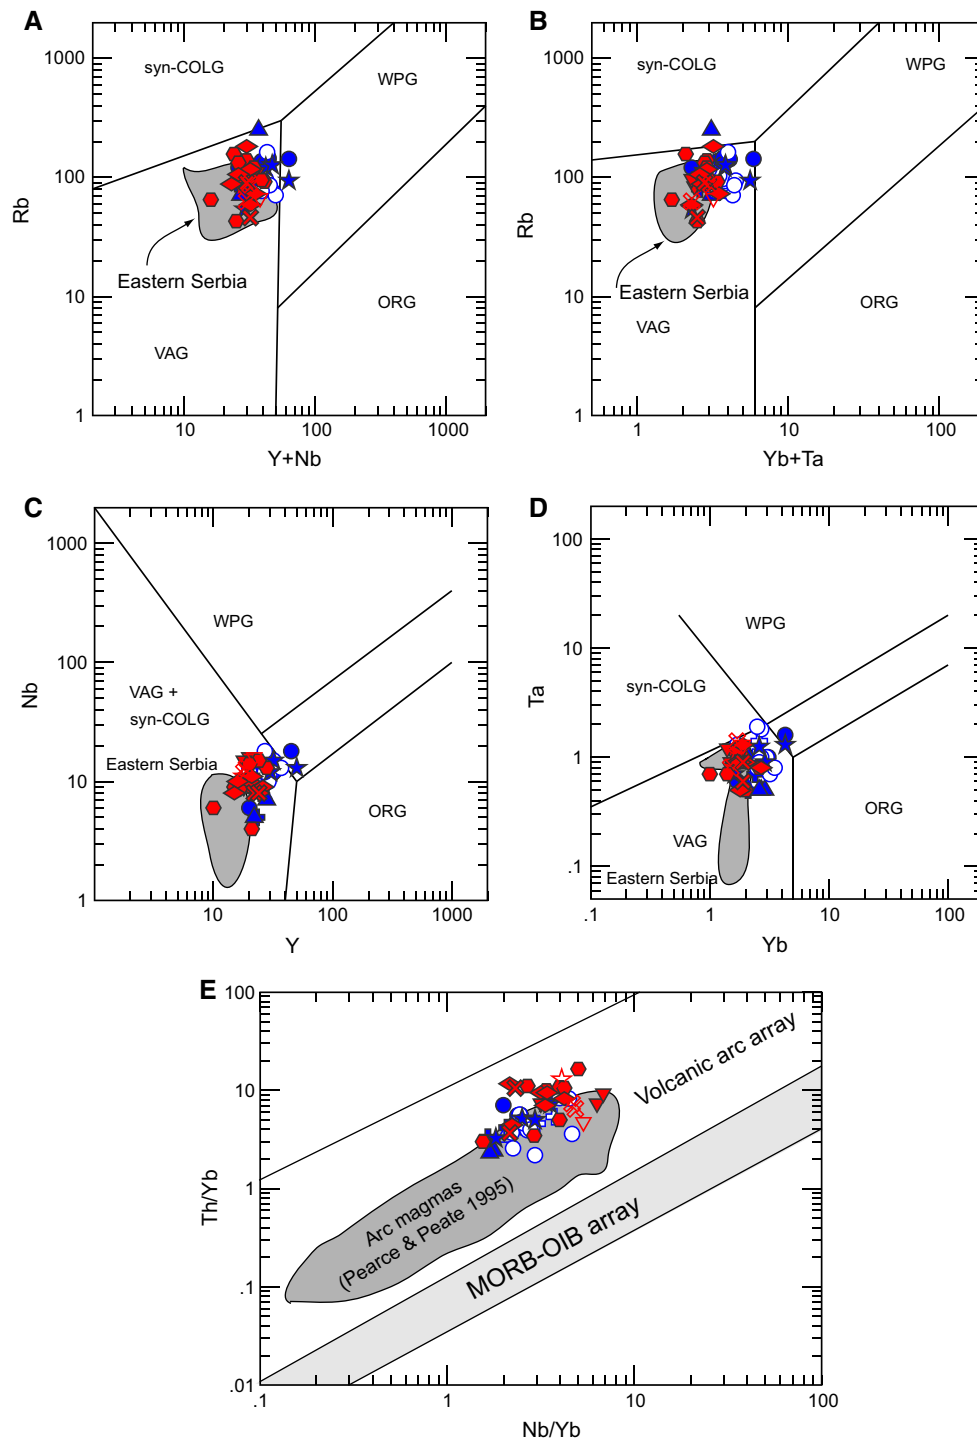 A
1000
100
10
1
Rb
syn-COLG
WPG
Eastern Serbia
ORG
VAG
10
100
1000
Y+Nb
B
1000
100
10
1
Rb
syn-COLG
WPG
Eastern Serbia
ORG
VAG
1
10
100
Yb+Ta
C
1000
100
10
1
Nb
WPG
VAG +
syn-COLG
Eastern Serbia
ORG
10
100
1000
Y
D
100
10
1
.1
Ta
WPG
syn-COLG
VAG
ORG
Eastern Serbia
.1
1
10
100
Yb
E
100
10
1
.1
.01
Th/Yb
Volcanic arc array
Arc magmas
(Pearce & Peate 1995)
MORB-OIB array
.1
1
10
100
Nb/Yb